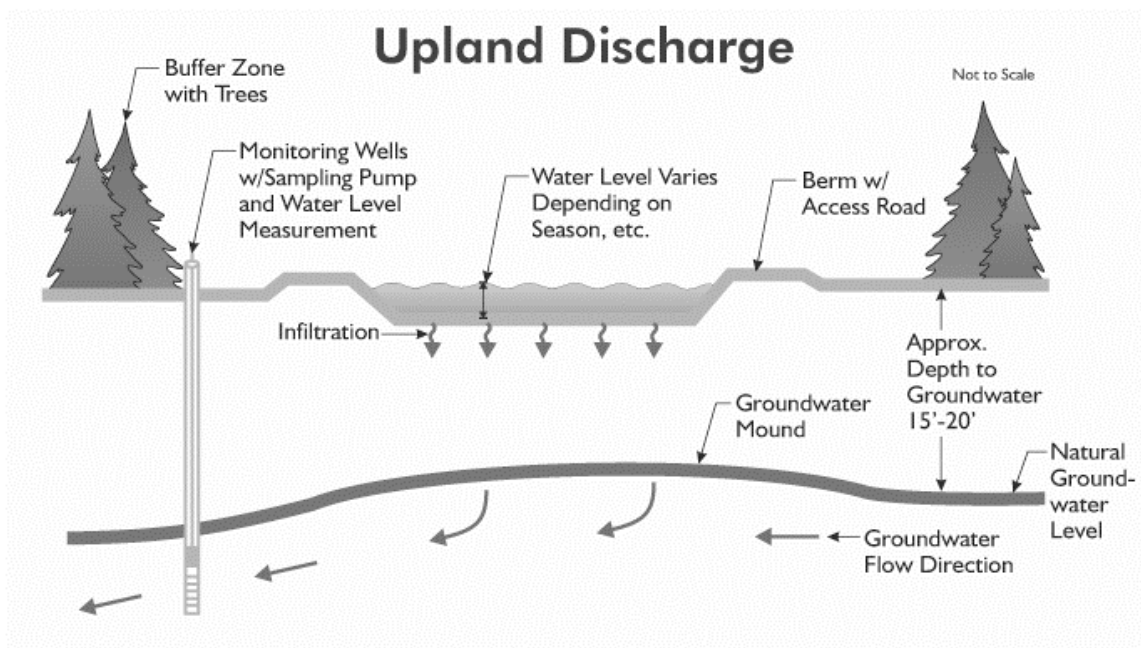 Upland Discharge
Not to Scale
Buffer Zone
with Trees
Monitoring Wells
w/Sampling Pump
and Water Level
Measurement
Water Level Varies
Depending on
Season, etc.
Berm w/
Access Road
Infiltration
Approx.
Depth to
Groundwater
15'-20'
Groundwater
Mound
Natural
Ground-
water
Level
Groundwater
Flow Direction